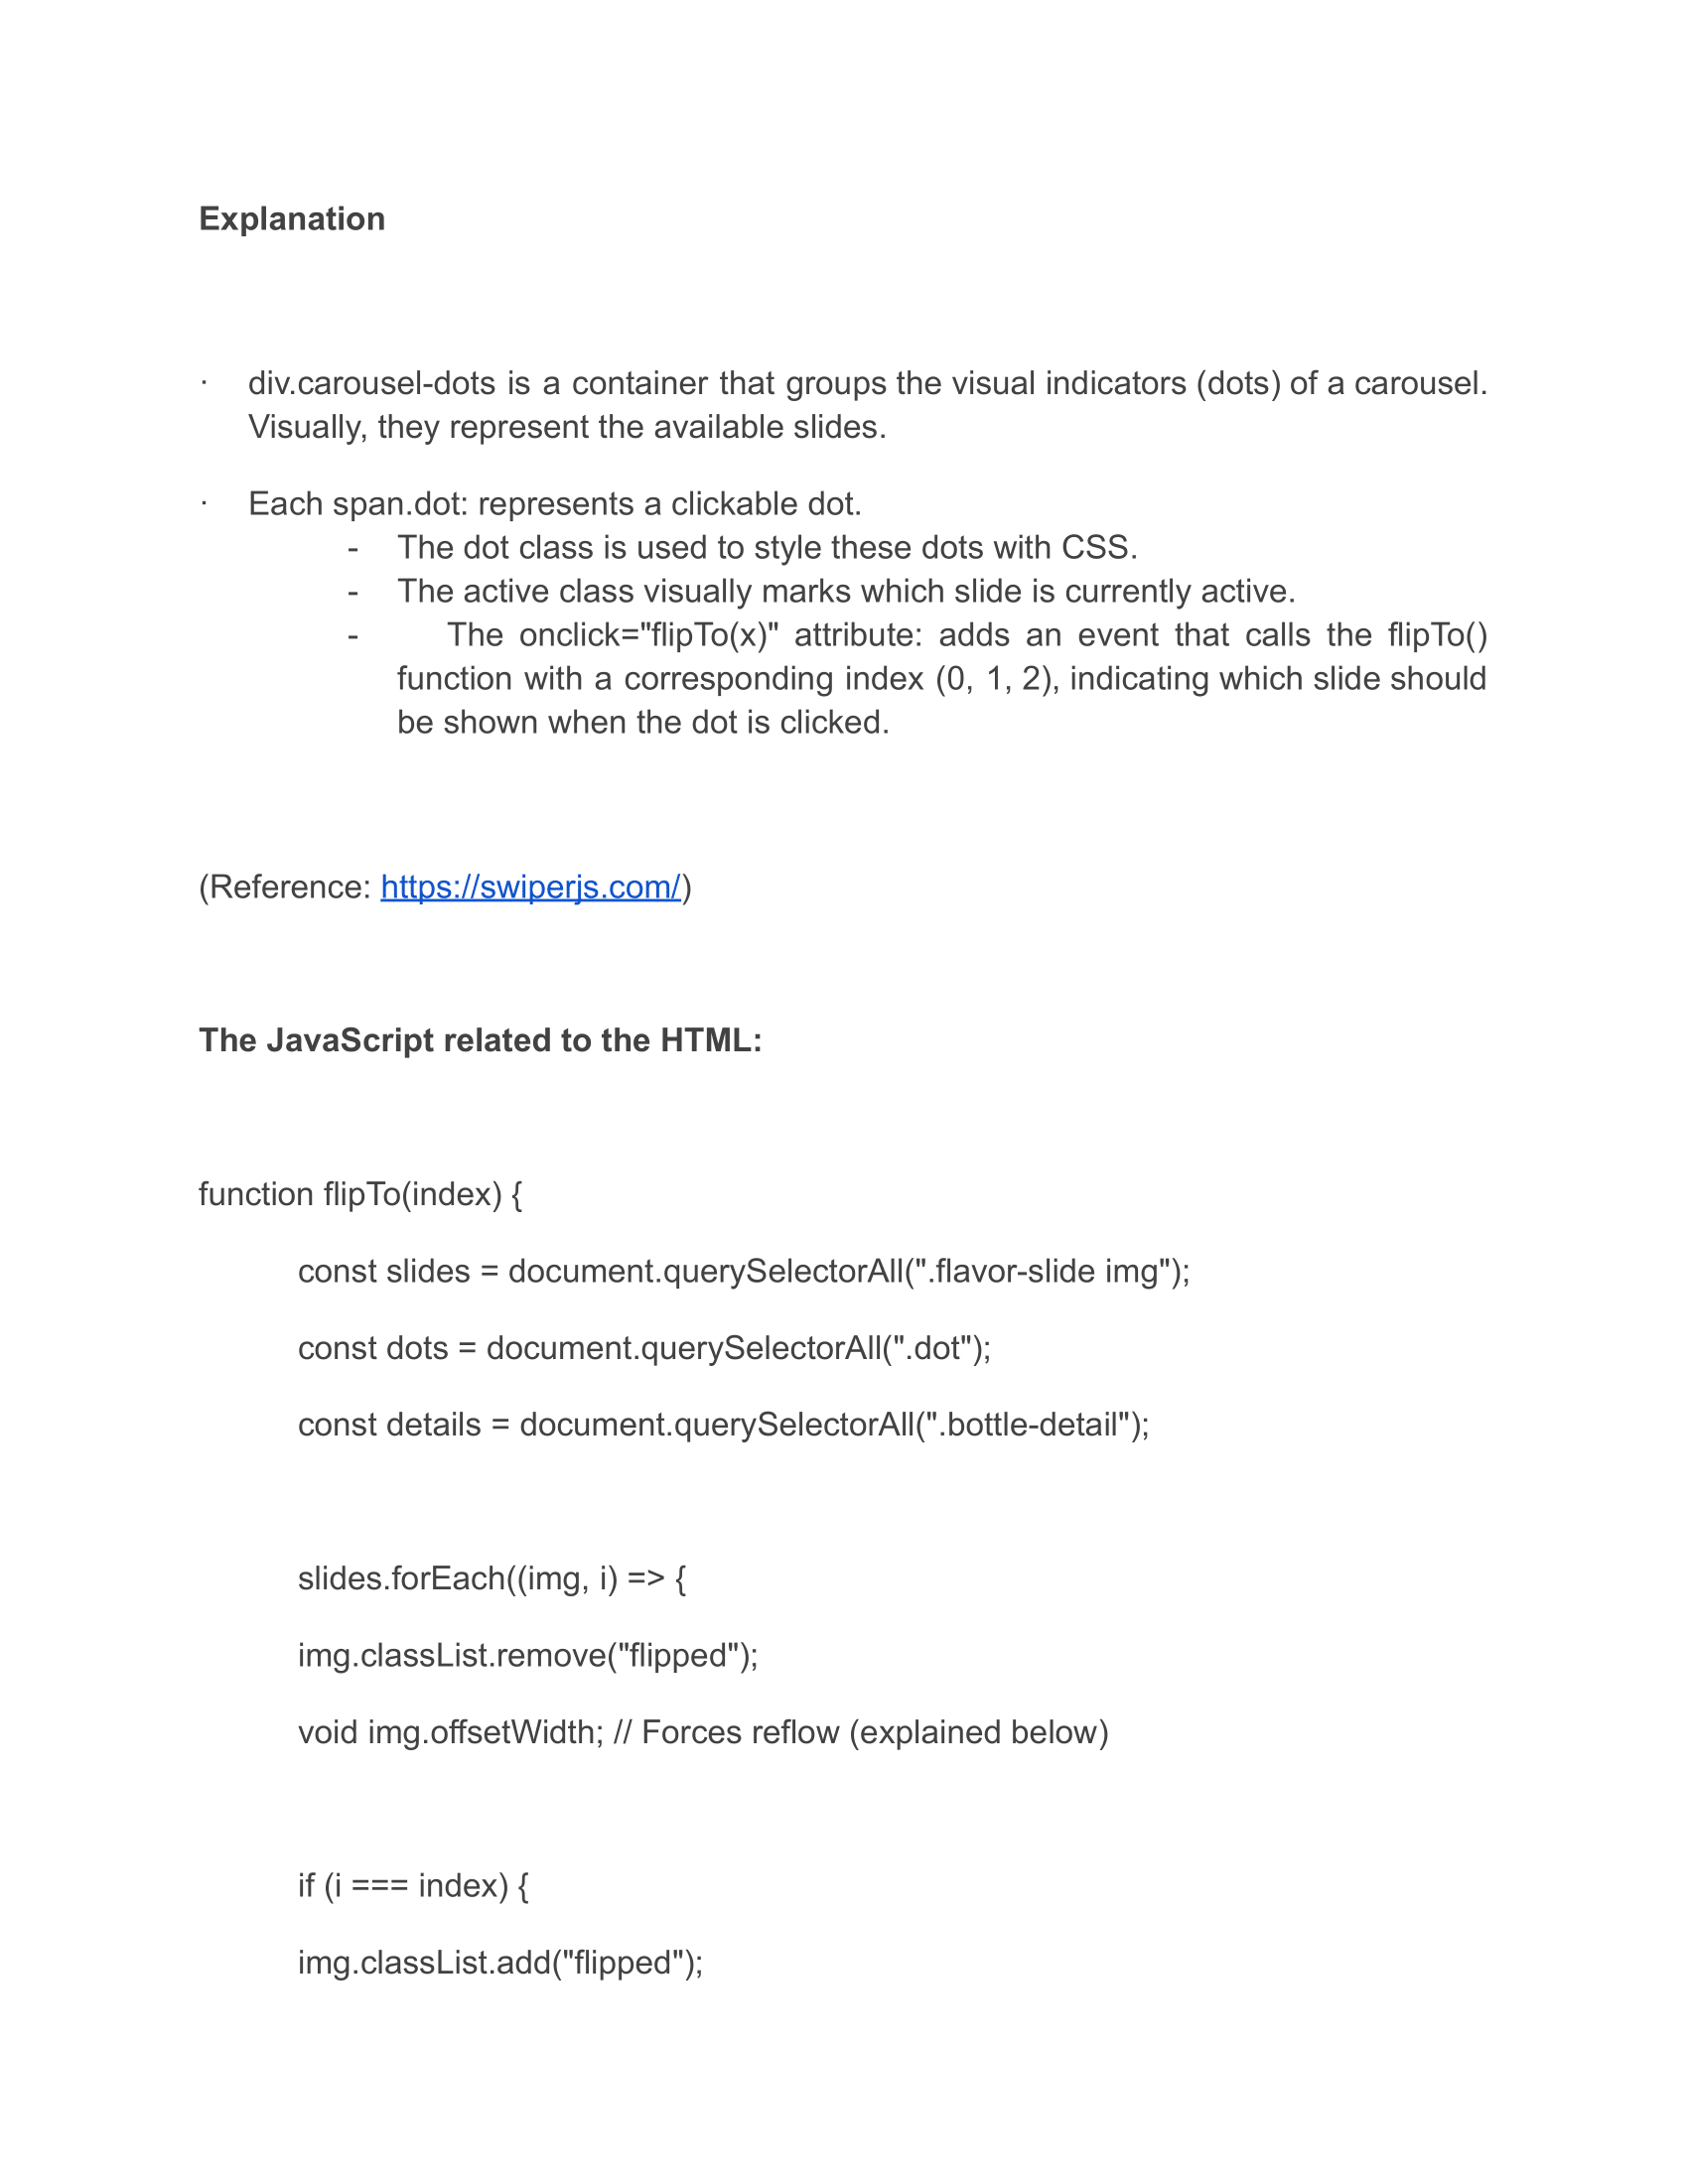 Explanation
· div.carousel-dots is a container that groups the visual indicators (dots) of a carousel.
Visually, they represent the available slides.
· Each span.dot: represents a clickable dot.
- The dot class is used to style these dots with CSS.
- The active class visually marks which slide is currently active.
- The onclick="flipTo(x)" attribute: adds an event that calls the flipTo()
function with a corresponding index (0, 1, 2), indicating which slide should
be shown when the dot is clicked.
(Reference: https://swiperjs.com/)
The JavaScript related to the HTML:
function flipTo(index) {
const slides = document.querySelectorAll(".flavor-slide img");
const dots = document.querySelectorAll(".dot");
const details = document.querySelectorAll(".bottle-detail");
slides.forEach((img, i) => {
img.classList.remove("flipped");
void img.offsetWidth; // Forces reflow (explained below)
if (i === index) {
img.classList.add("flipped");